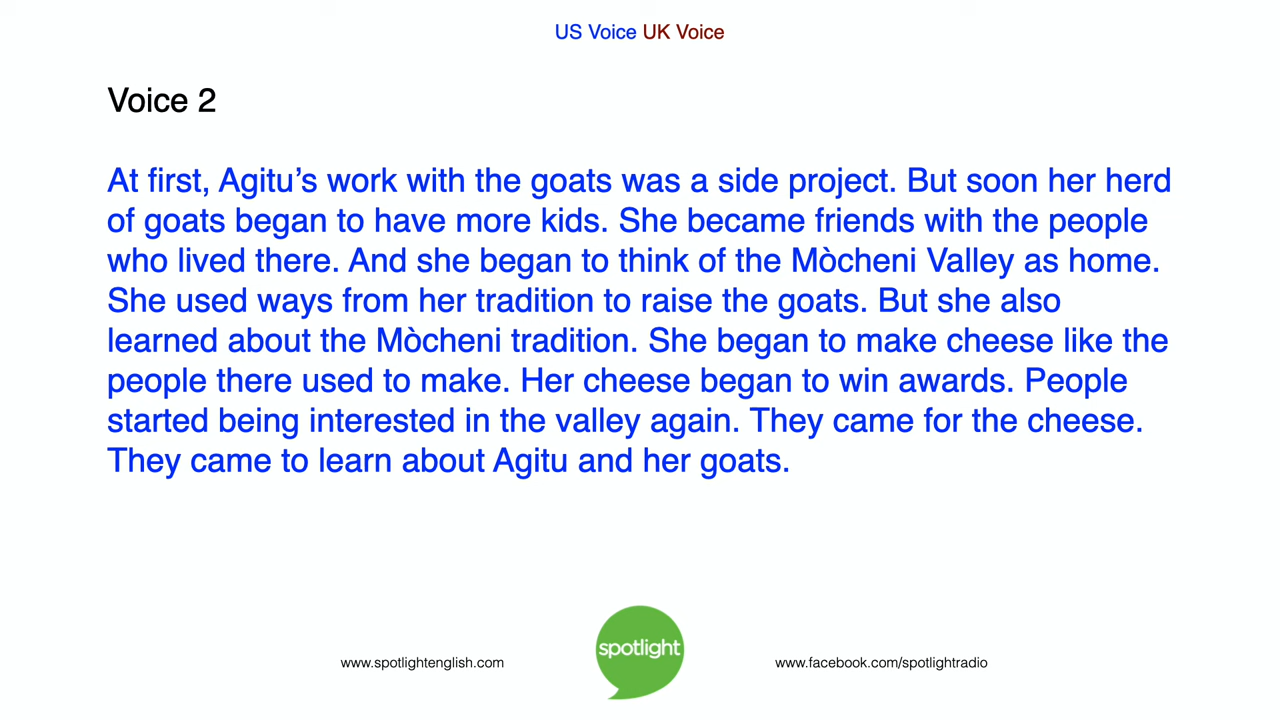 US Voice UK Voice
Voice 2
At first, Agitu’s work with the goats was a side project. But soon her herd
of goats began to have more kids. She became friends with the people
who lived there. And she began to think of the Mòcheni Valley as home.
She used ways from her tradition to raise the goats. But she also
learned about the Mòcheni tradition. She began to make cheese like the
people there used to make. Her cheese began to win awards. People
started being interested in the valley again. They came for the cheese.
They came to learn about Agitu and her goats.
www.spotlightenglish.com
spotlight
www.facebook.com/spotlightradio